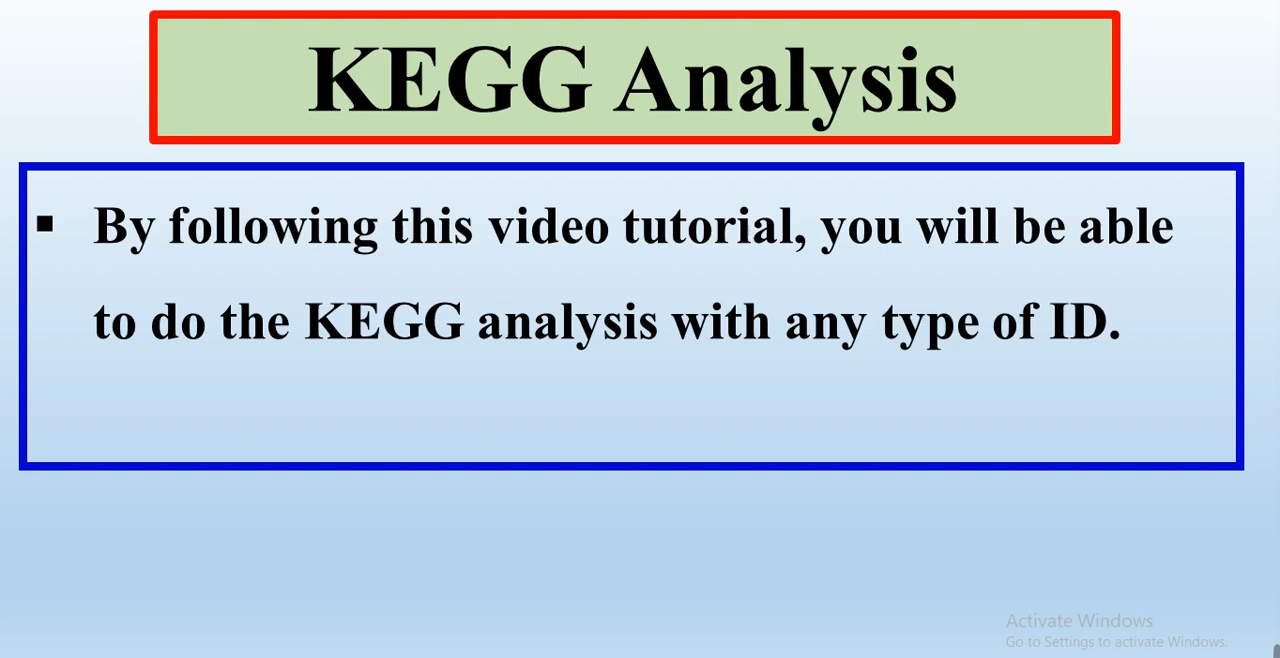 KEGG Analysis
▪ By following this video tutorial, you will be able
to do the KEGG analysis with any type of ID.
Activate Windows
Go to Settings to activate Windows.